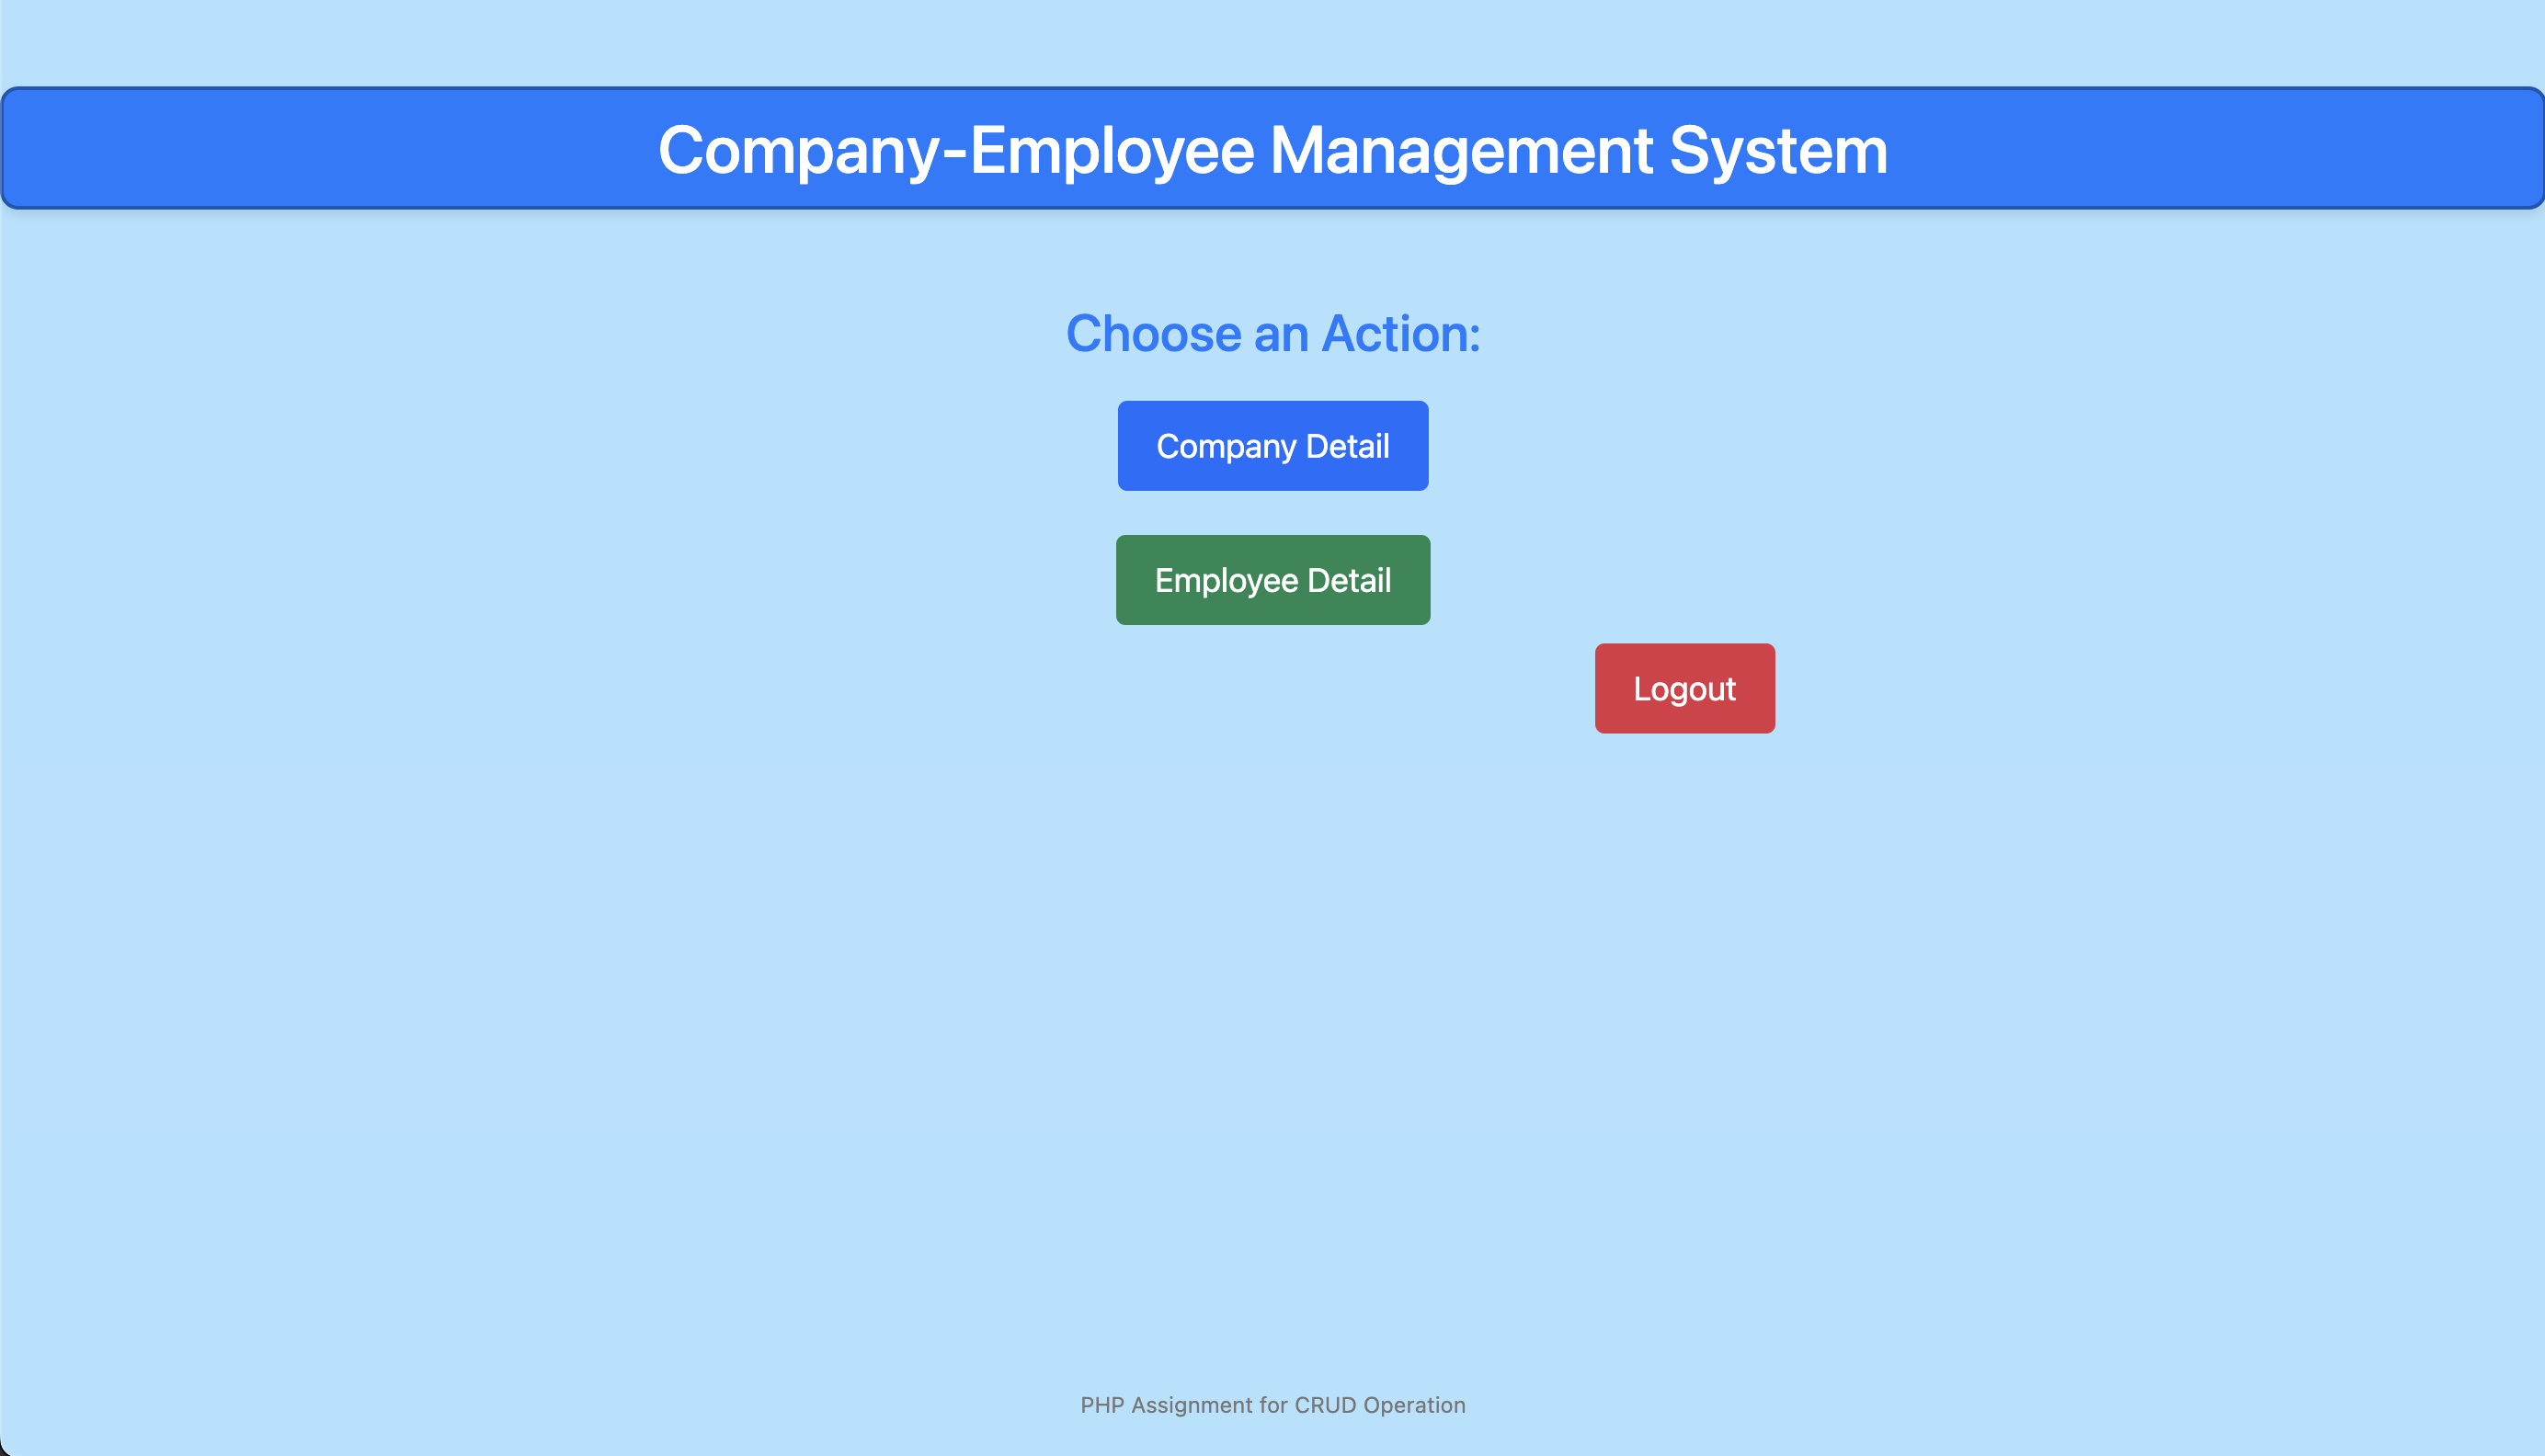 Company-Employee Management System
Choose an Action:
Company Detail
Employee Detail
Logout
PHP Assignment for CRUD Operation